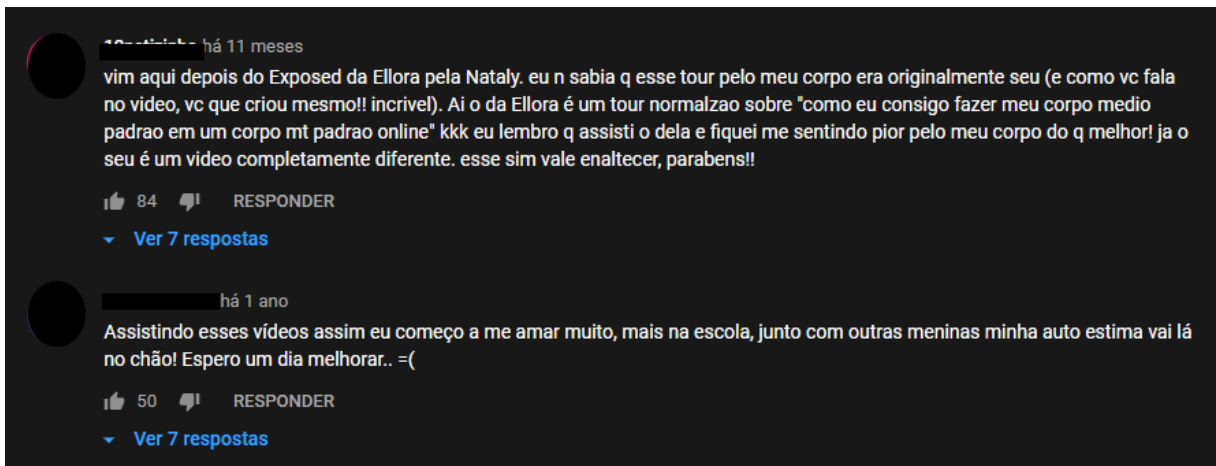 há 11 meses
vim aqui depois do Exposed da Ellora pela Nataly. eu n sabia q esse tour pelo meu corpo era originalmente seu (e como vc fala
no video, vc que criou mesmo!! incrivel). Ai o da Ellora é um tour normalzao sobre "como eu consigo fazer meu corpo medio
padrao em um corpo mt padrao online" kkk eu lembro q assisti o dela e fiquei me sentindo pior pelo meu corpo do q melhor! ja o
seu é um video completamente diferente. esse sim vale enaltecer, parabens!!
84 RESPONDER
Ver 7 respostas
há 1 ano
Assistindo esses vídeos assim eu começo a me amar muito, mais na escola, junto com outras meninas minha auto estima vai lá
no chão! Espero um dia melhorar.. =(
50 RESPONDER
Ver 7 respostas